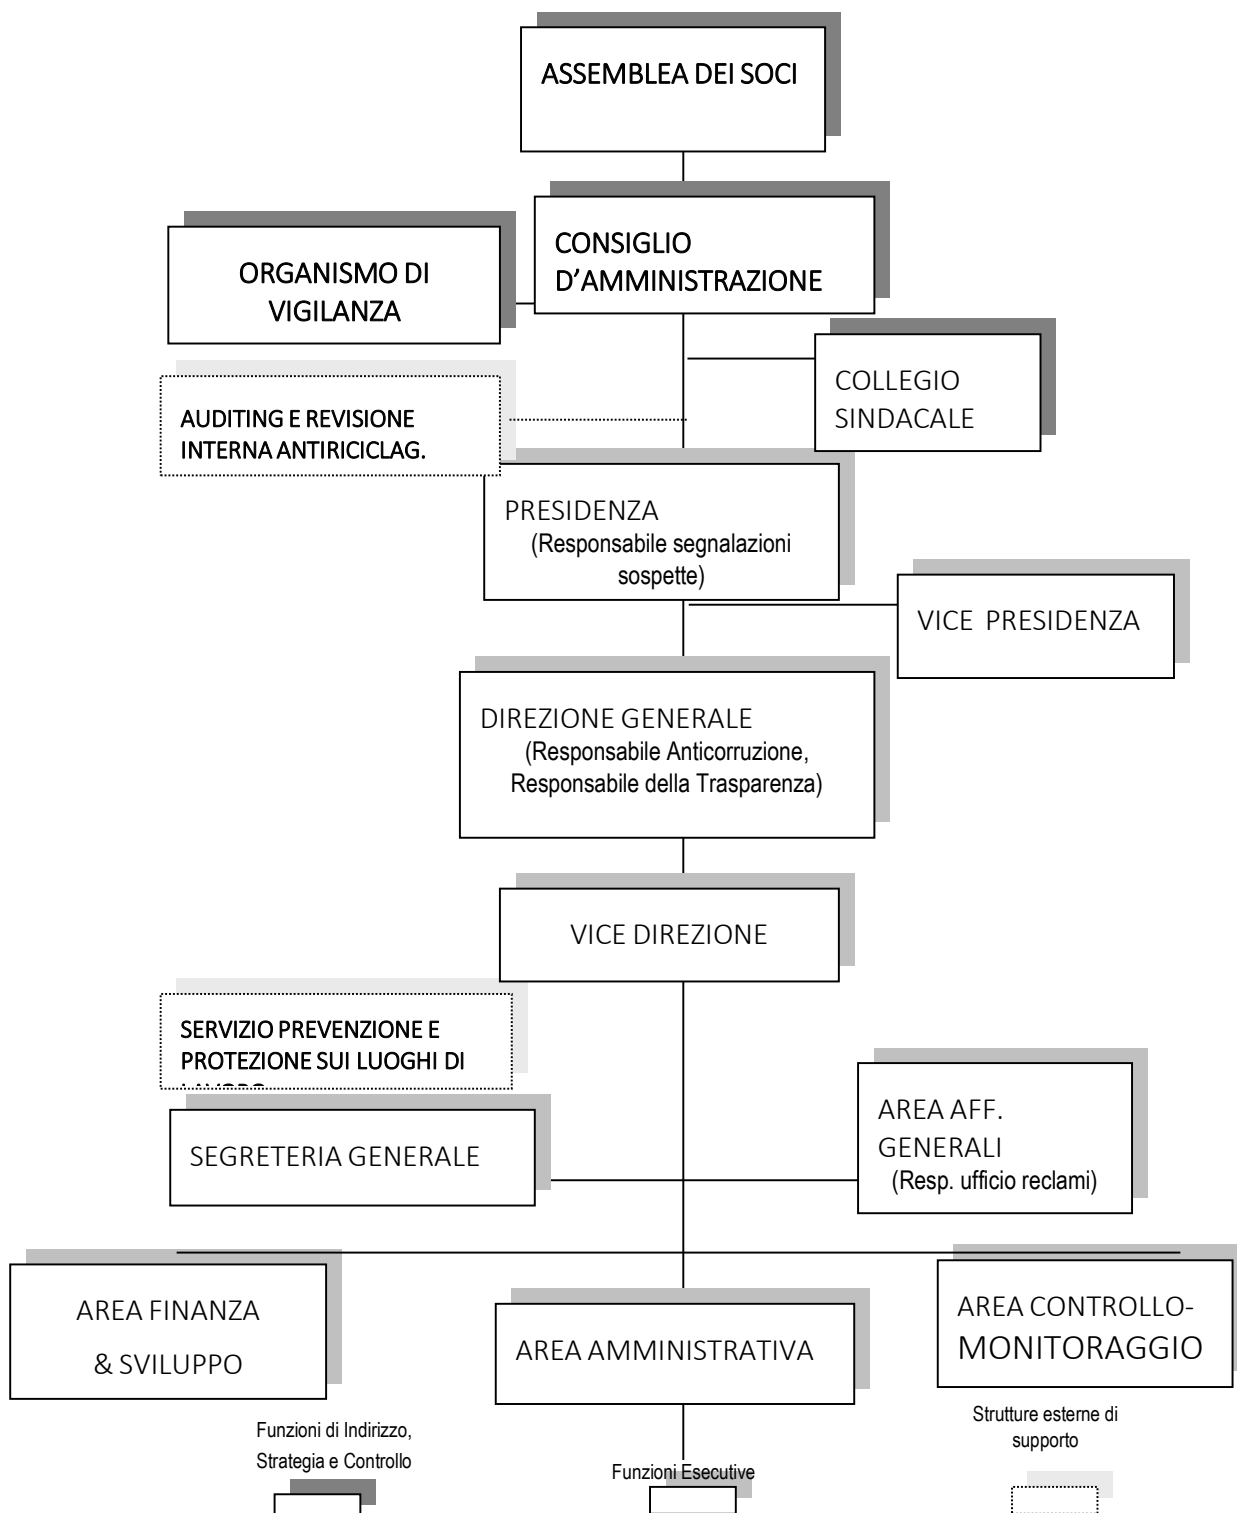 ASSEMBLEA DEI SOCI
CONSIGLIO
D’AMMINISTRAZIONE
ORGANISMO DI
VIGILANZA
COLLEGIO
SINDACALE
AUDITING E REVISIONE
INTERNA ANTIRICICLAG.
PRESIDENZA
(Responsabile segnalazioni
sospette)
VICE PRESIDENZA
DIREZIONE GENERALE
(Responsabile Anticorruzione,
Responsabile della Trasparenza)
VICE DIREZIONE
SERVIZIO PREVENZIONE E
PROTEZIONE SUI LUOGHI DI
AREA AFF.
GENERALI
(Resp. ufficio reclami)
SEGRETERIA GENERALE
AREA FINANZA
& SVILUPPO
AREA AMMINISTRATIVA
AREA CONTROLLO-
MONITORAGGIO
Funzioni di Indirizzo,
Strategia e Controllo
Funzioni Esecutive
Strutture esterne di
supporto